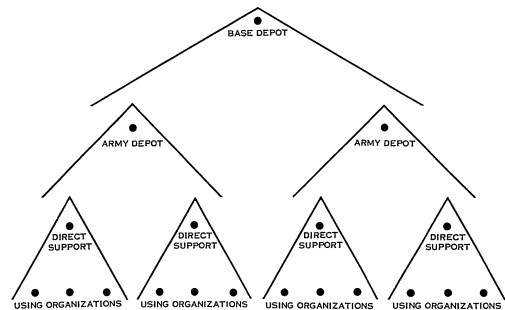 BASE DEPOT
ARMY DEPOT
ARMY DEPOT
DIRECT
SUPPORT
DIRECT
SUPPORT
DIRECT
SUPPORT
DIRECT
SUPPORT
USING ORGANIZATIONS
USING ORGANIZATIONS
USING ORGANIZATIONS
USING ORGANIZATIONS